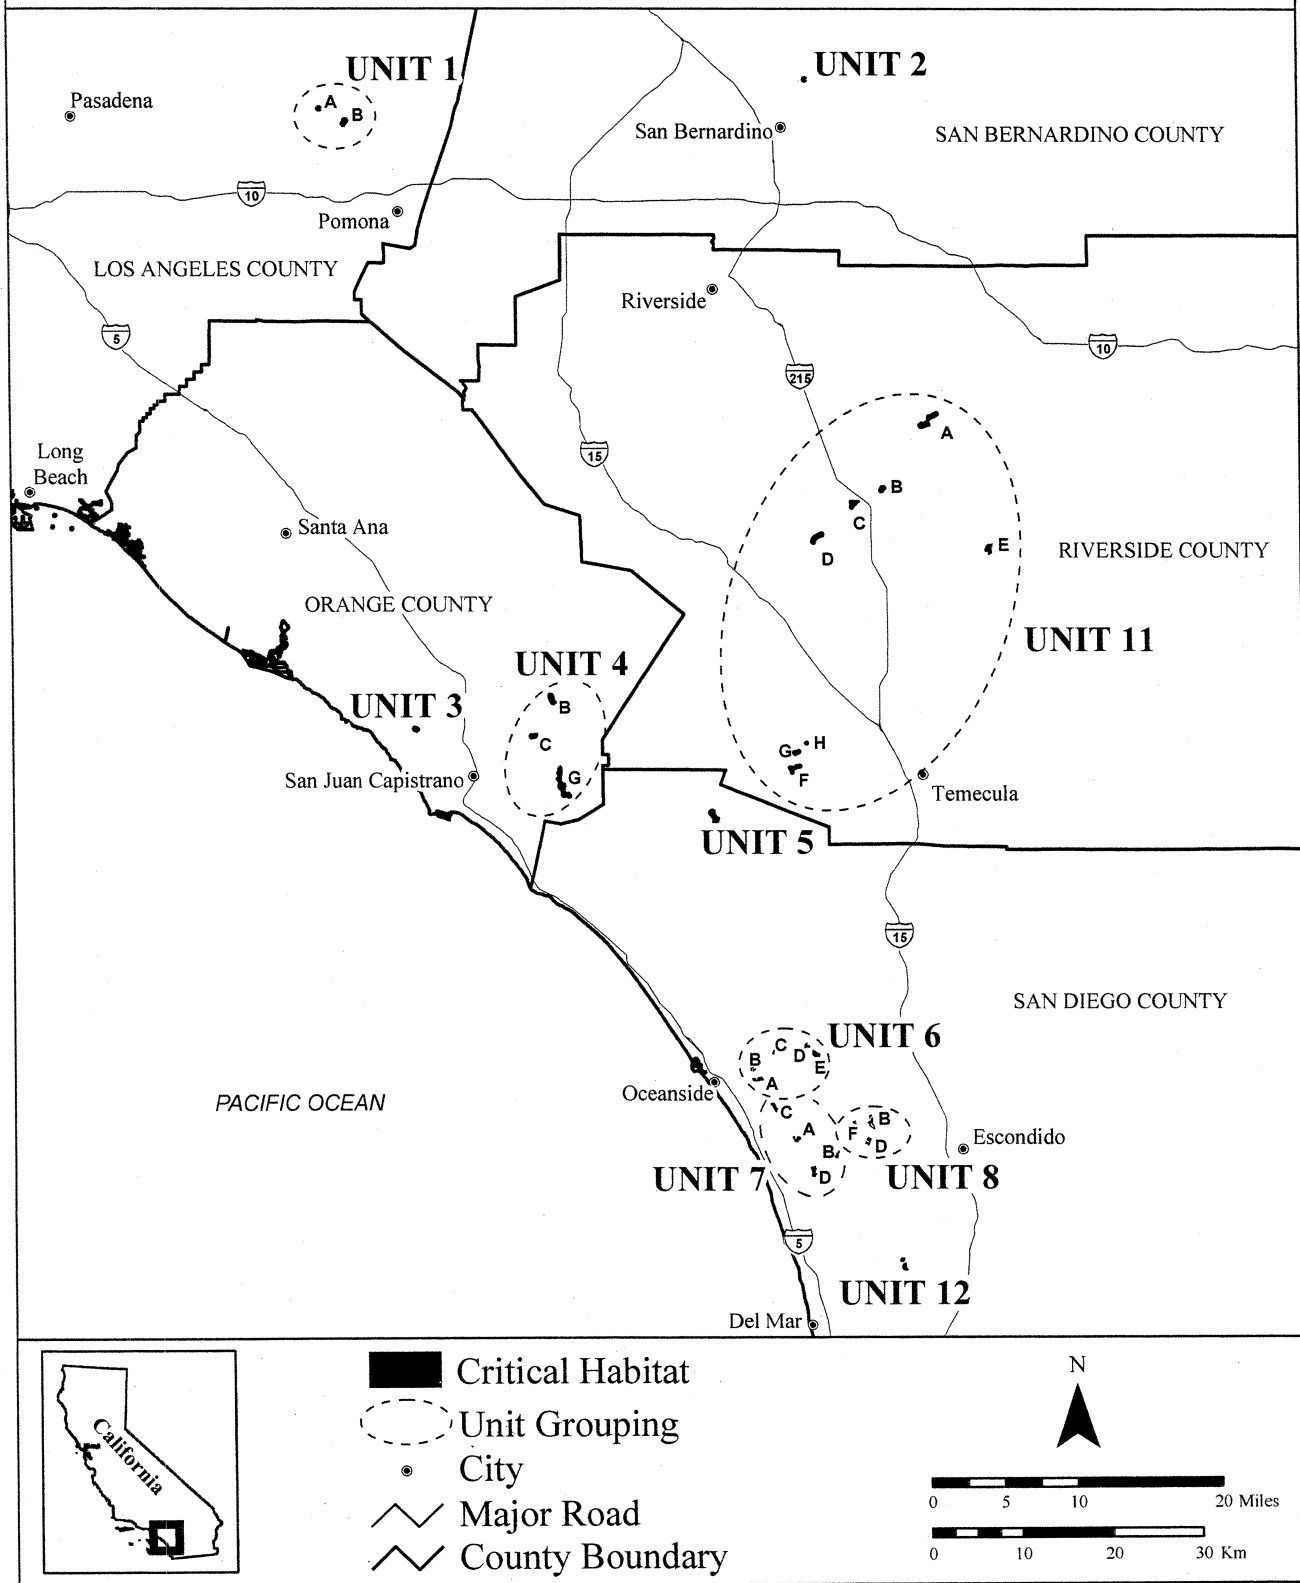 UNIT 1
UNIT 2
Pasadena
A
B
San Bernardino
SAN BERNARDINO COUNTY
10
Pomona
LOS ANGELES COUNTY
Riverside
5
10
215
A
Long
Beach
15
B
C
Santa Ana
D
E
RIVERSIDE COUNTY
ORANGE COUNTY
UNIT 11
UNIT 4
UNIT 3
B
C
G
H
San Juan Capistrano
G
F
Temecula
UNIT 5
15
SAN DIEGO COUNTY
UNIT 6
C
D
B
E
A
Oceanside
PACIFIC OCEAN
C
A
F
B
D
Escondido
B
D
UNIT 7
UNIT 8
5
UNIT 12
Del Mar
California
Critical Habitat
Unit Grouping
City
Major Road
County Boundary
N
0 5 10 20 Miles
0 10 20 30 Km